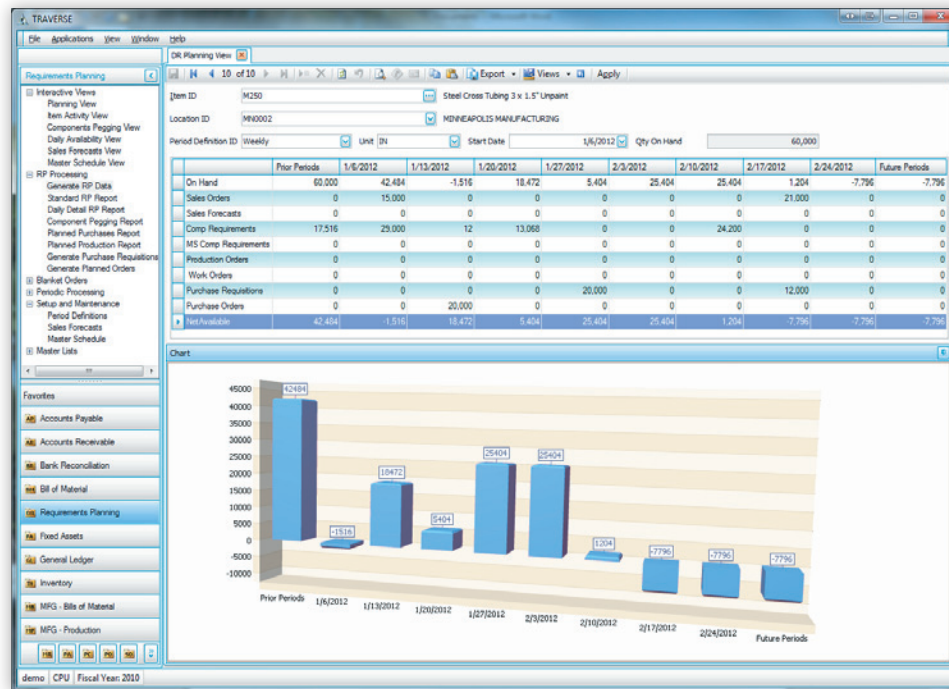 TRAVERSE
File Applications View Window Help
Requirements Planning
Interactive Views
Planning View
Item Activity View
Components Pegging View
Daily Availability View
Sales Forecasts View
Master Schedule View
RP Processing
Generate RP Data
Standard RP Report
Daily Detail RP Report
Component Pegging Report
Planned Purchases Report
Planned Production Report
Generate Purchase Requisitions
Generate Planned Orders
Blanket Orders
Periodic Processing
Setup and Maintenance
Period Definitions
Sales Forecasts
Master Schedule
Master Lists
Favorites
Accounts Payable
Accounts Receivable
Bank Reconciliation
Bill of Material
Requirements Planning
Fixed Assets
General Ledger
Inventory
MFG - Bills of Material
MFG - Production
DR Planning View
10 of 10 Export Views Apply
Item ID M250 Steel Cross Tubing 3 x 1.5" Unpaint
Location ID MN0002 MINNEAPOLIS MANUFACTURING
Period Definition ID Weekly Unit IN Start Date 1/6/2012 Qty On Hand 60,000
Prior Periods 1/6/2012 1/13/2012 1/20/2012 1/27/2012 2/3/2012 2/10/2012 2/17/2012 2/24/2012 Future Periods
On Hand 60,000 42,484 -1,516 18,472 5,404 25,404 25,404 1,204 -7,796 -7,796
Sales Orders 0 15,000 0 0 0 0 0 21,000 0 0
Sales Forecasts 0 0 0 0 0 0 0 0 0 0
Comp Requirements 17,516 29,000 12 13,068 0 0 24,200 0 0 0
MS Comp Requirements 0 0 0 0 0 0 0 0 0 0
Production Orders 0 0 0 0 0 0 0 0 0 0
Work Orders 0 0 0 0 0 0 0 0 0 0
Purchase Requisitions 0 0 0 0 20,000 0 0 12,000 0 0
Purchase Orders 0 0 20,000 0 0 0 0 0 0 0
NetAvailable 42,484 -1,516 18,472 5,404 25,404 25,404 1,204 -7,796 -7,796 -7,796
Chart
45000
40000
35000
30000
25000
20000
15000
10000
5000
0
-5000
-10000
42484 -1516 18472 5404 25404 25404 1204 -7796 -7796 -7796
Prior Periods 1/6/2012 1/13/2012 1/20/2012 1/27/2012 2/3/2012 2/10/2012 2/17/2012 2/24/2012 Future Periods
demo CPU Fiscal Year: 2010